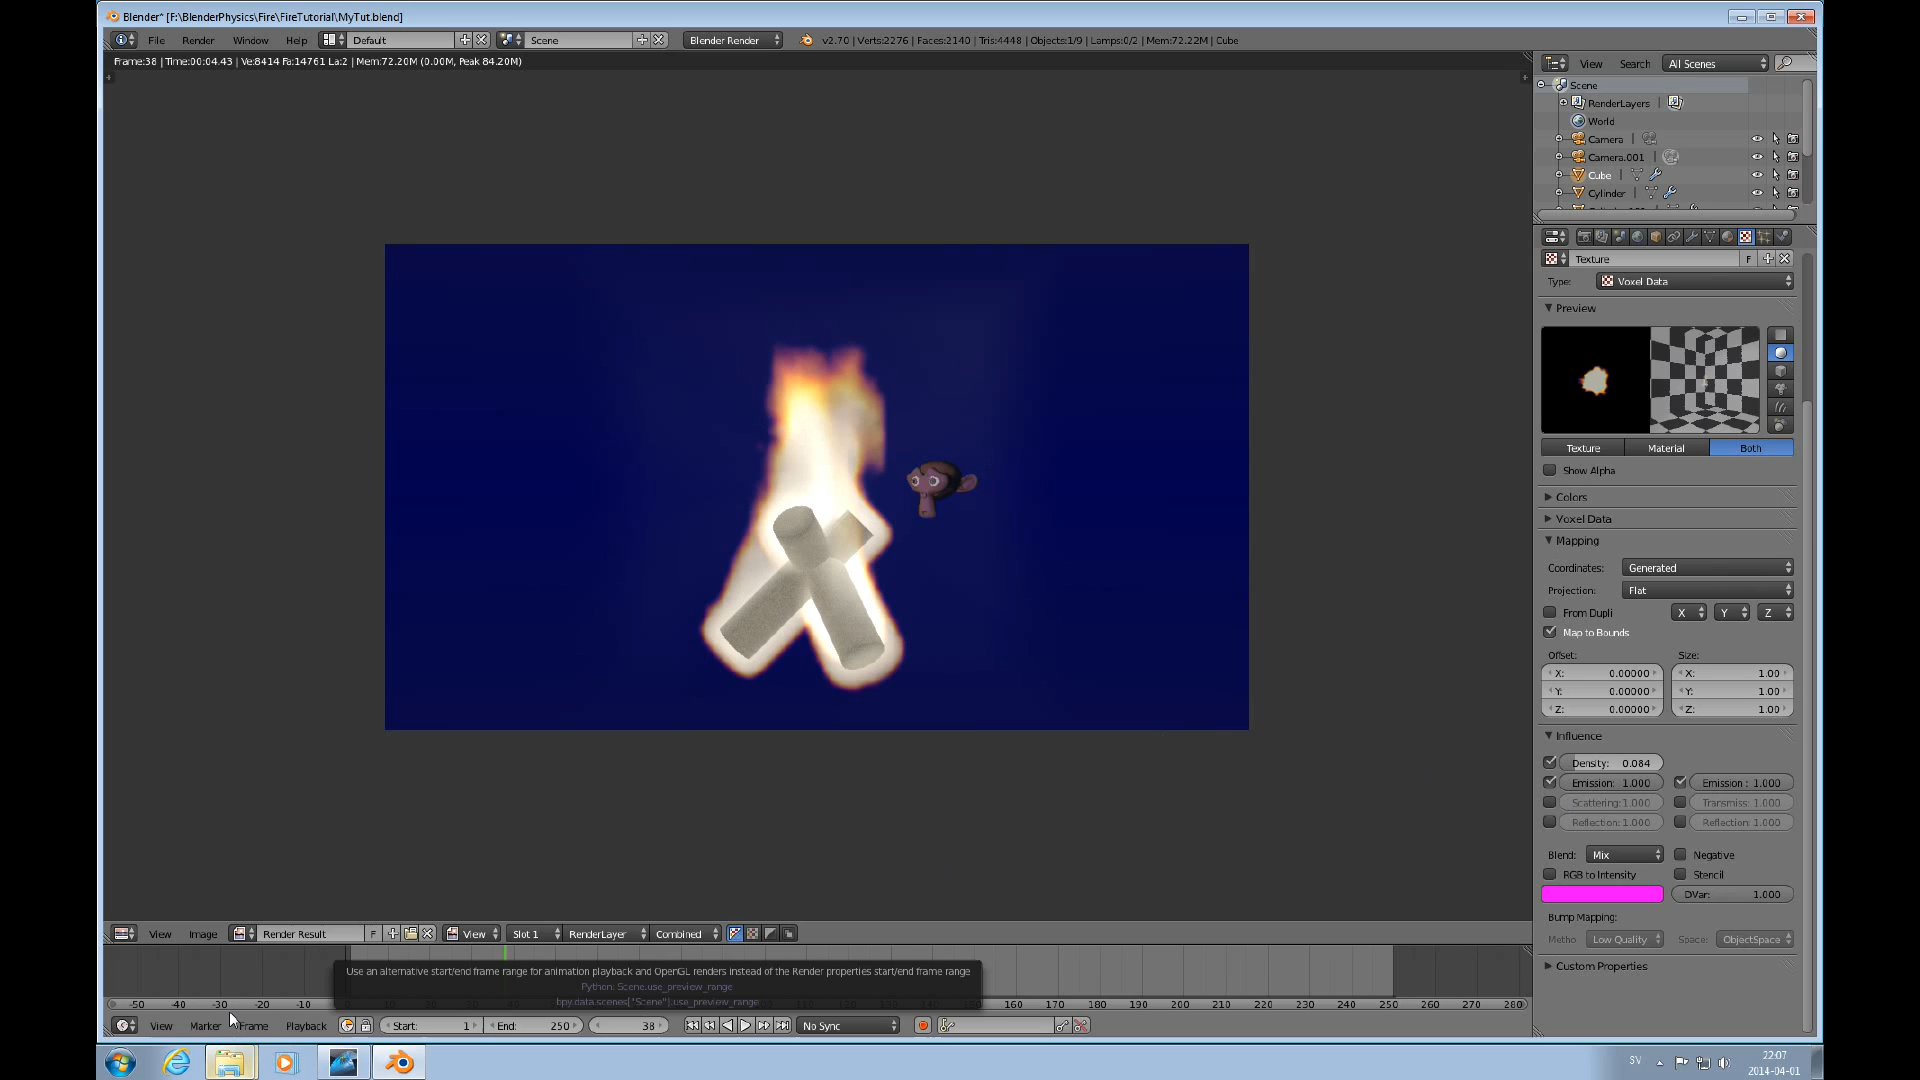 Blender* [F:\BlenderPhysics\Fire\FireTutorial\MyTut.blend]
File Render Window Help Default Scene Blender Render v2.70 | Verts:2276 | Faces:2140 | Tris:4448 | Objects:1/9 | Lamps:0/2 | Mem:72.22M | Cube
Frame:38 | Time:00:04.43 | Ve:8414 Fa:14761 La:2 | Mem:72.20M (0.00M, Peak 84.20M)
View Search All Scenes
Scene
RenderLayers
World
Camera
Camera.001
Cube
Cylinder
Texture F
Type: Voxel Data
Preview
Texture Material Both
Show Alpha
Colors
Voxel Data
Mapping
Coordinates: Generated
Projection: Flat
From Dupli X Y Z
Map to Bounds
Offset: Size:
X: 0.00000 X: 1.00
Y: 0.00000 Y: 1.00
Z: 0.00000 Z: 1.00
Influence
Density: 0.084
Emission: 1.000 Emission : 1.000
Scattering:1.000 Transmiss: 1.000
Reflection: 1.000 Reflection: 1.000
Blend: Mix Negative
RGB to Intensity Stencil
DVar: 1.000
Bump Mapping:
Metho Low Quality Space: ObjectSpace
Custom Properties
View Image Render Result F View Slot 1 RenderLayer Combined
Use an alternative start/end frame range for animation playback and OpenGL renders instead of the Render properties start/end frame range
Python: Scene.use_preview_range
bpy.data.scenes["Scene"].use_preview_range
-50 -40 -30 -20 -10 160 170 180 190 200 210 220 230 240 250 260 270 280
View Marker Frame Playback Start: 1 End: 250 38 No Sync
SV
22:07
2014-04-01